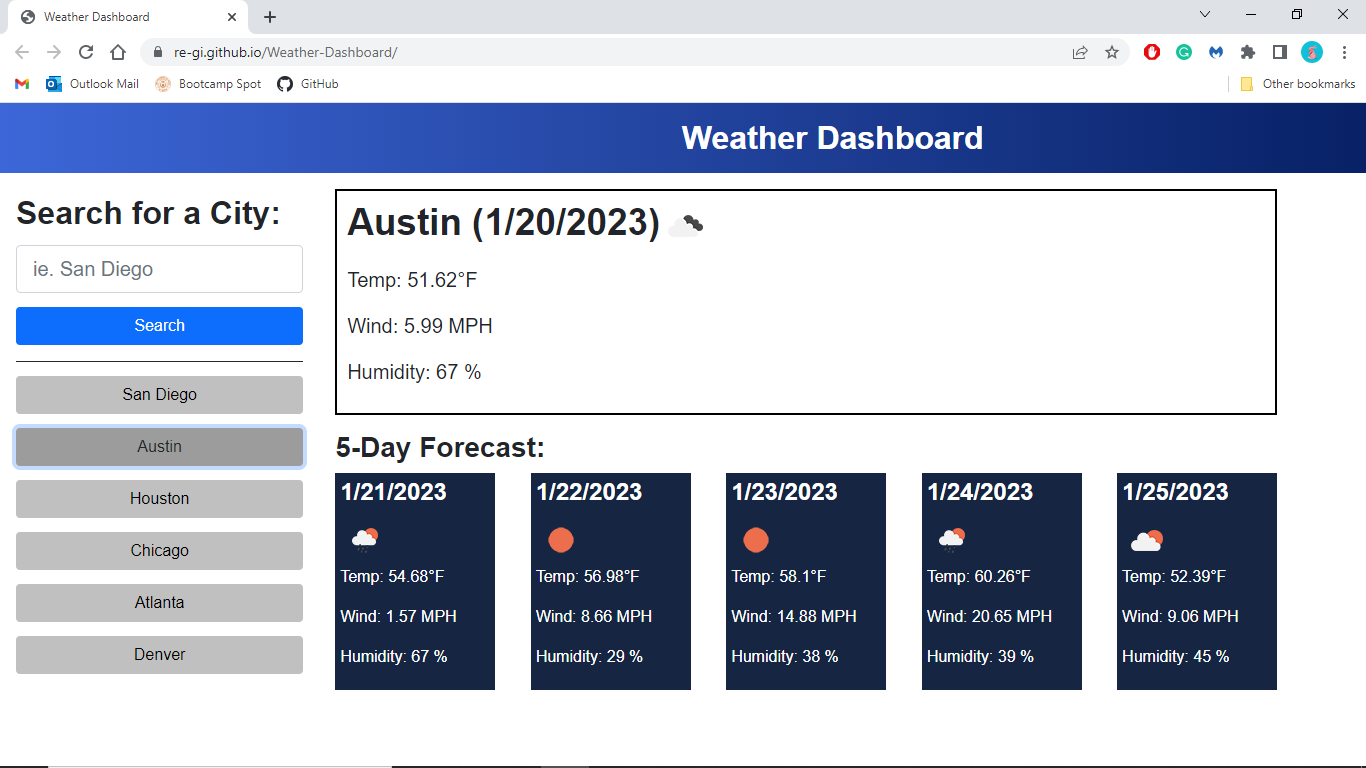 Weather Dashboard
re-gi.github.io/Weather-Dashboard/
Outlook Mail
Bootcamp Spot
GitHub
Other bookmarks
Weather Dashboard
Search for a City:
ie. San Diego
Search
San Diego
Austin
Houston
Chicago
Atlanta
Denver
Austin (1/20/2023)
Temp: 51.62°F
Wind: 5.99 MPH
Humidity: 67 %
5-Day Forecast:
1/21/2023
Temp: 54.68°F
Wind: 1.57 MPH
Humidity: 67 %
1/22/2023
Temp: 56.98°F
Wind: 8.66 MPH
Humidity: 29 %
1/23/2023
Temp: 58.1°F
Wind: 14.88 MPH
Humidity: 38 %
1/24/2023
Temp: 60.26°F
Wind: 20.65 MPH
Humidity: 39 %
1/25/2023
Temp: 52.39°F
Wind: 9.06 MPH
Humidity: 45 %